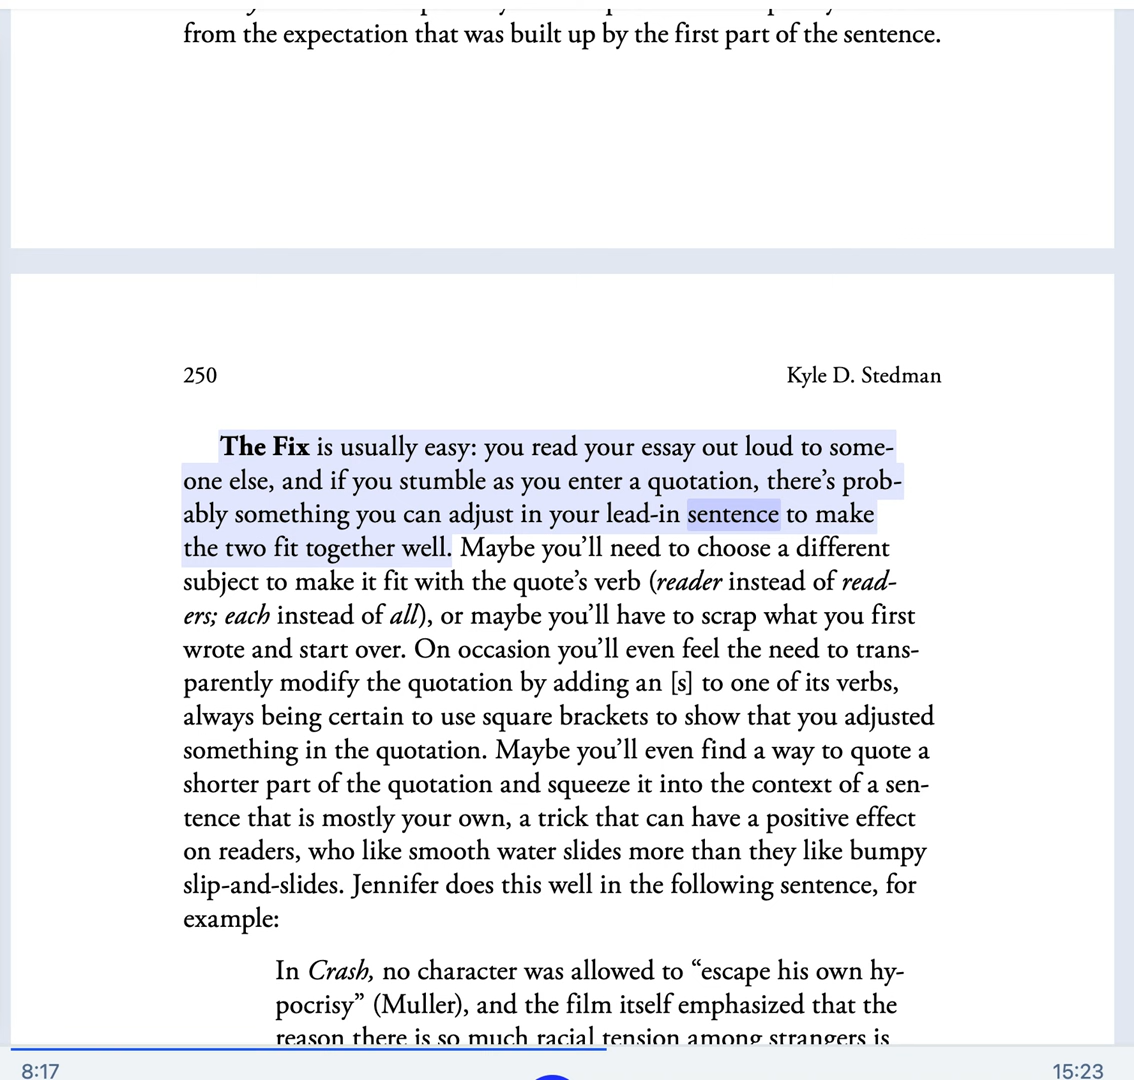 from the expectation that was built up by the first part of the sentence.
250
Kyle D. Stedman
The Fix is usually easy: you read your essay out loud to some-
one else, and if you stumble as you enter a quotation, there's prob-
ably something you can adjust in your lead-in sentence to make
the two fit together well. Maybe you'll need to choose a different
subject to make it fit with the quote's verb (reader instead of read-
ers; each instead of all), or maybe you'll have to scrap what you first
wrote and start over. On occasion you'll even feel the need to trans-
parently modify the quotation by adding an [s] to one of its verbs,
always being certain to use square brackets to show that you adjusted
something in the quotation. Maybe you'll even find a way to quote a
shorter part of the quotation and squeeze it into the context of a sen-
tence that is mostly your own, a trick that can have a positive effect
on readers, who like smooth water slides more than they like bumpy
slip-and-slides. Jennifer does this well in the following sentence, for
example:
In Crash, no character was allowed to “escape his own hy-
pocrisy” (Muller), and the film itself emphasized that the
reason there is so much racial tension among strangers is
8:17
15:23